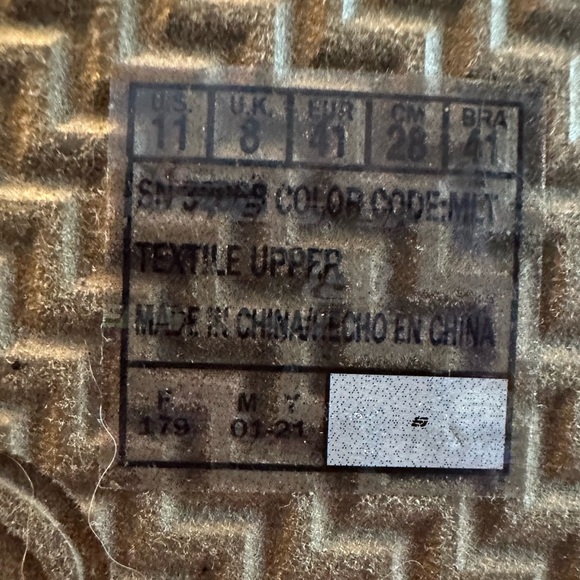 U.S. U.K. EUR CM BRA
11 8 41 28 41
SN COLOR CODE:MLT
TEXTILE UPPER
MADE IN CHINA/HECHO EN CHINA
F M Y
179 01-21